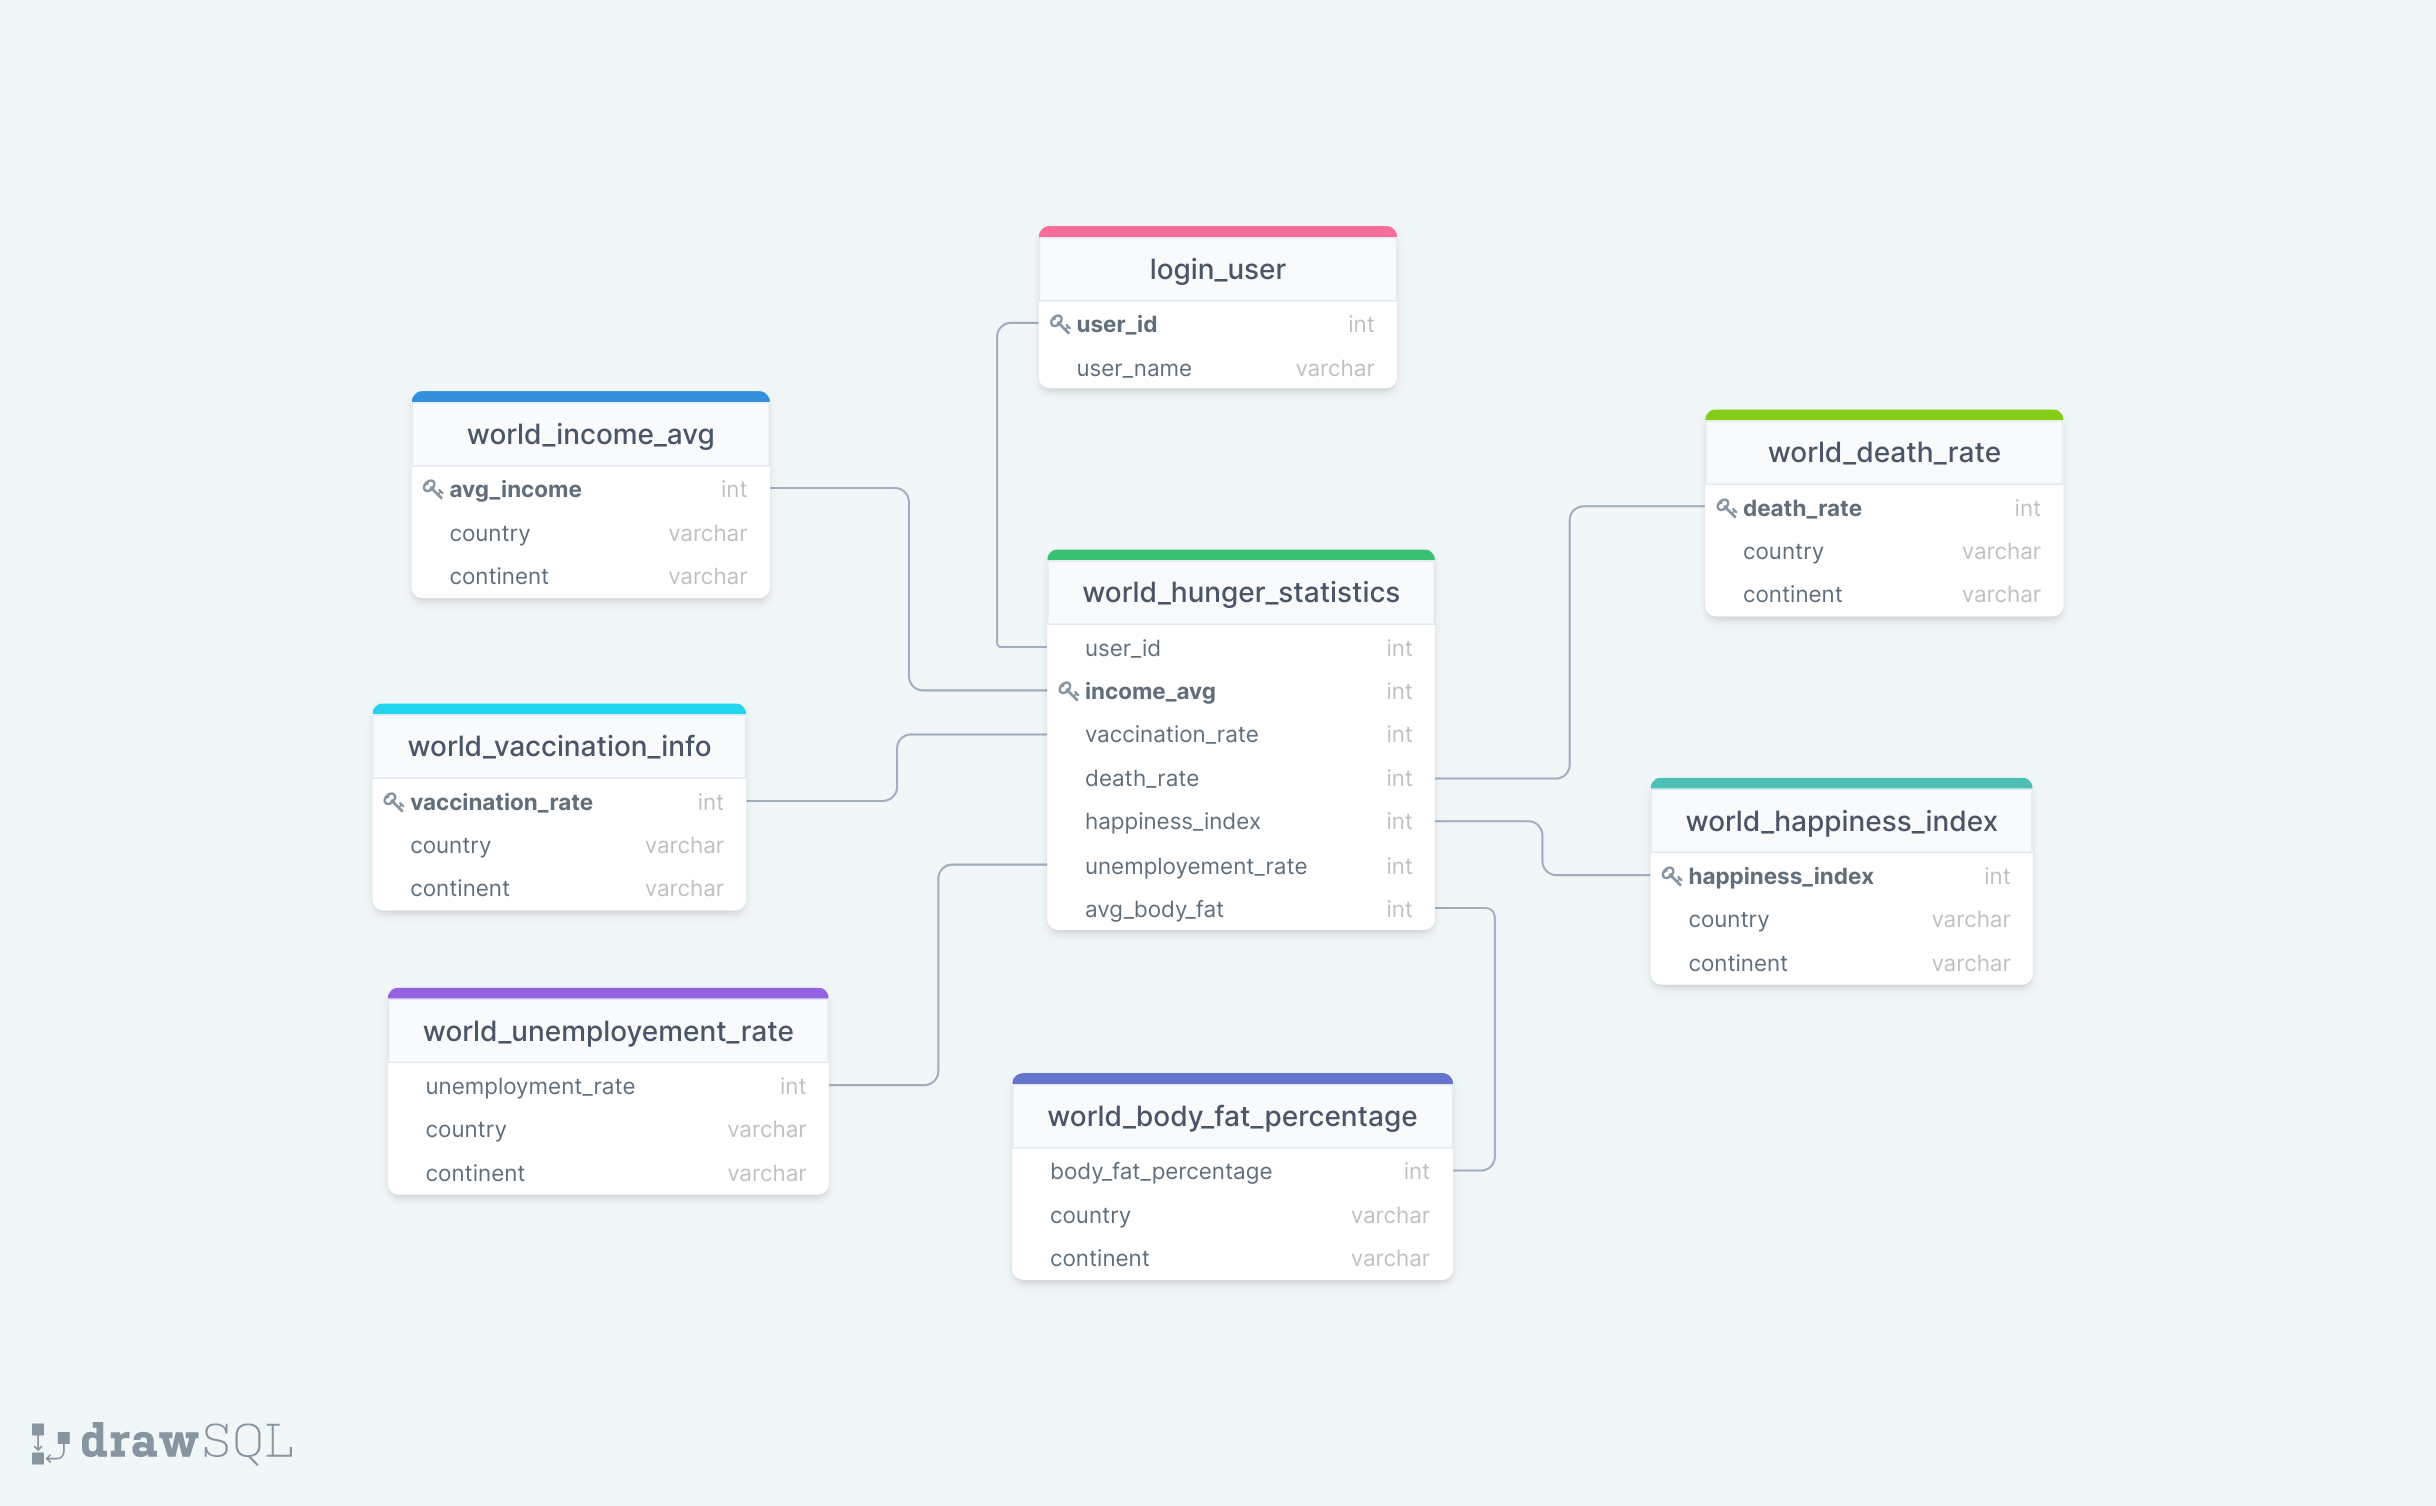 login_user
user_id int
user_name varchar
world_income_avg
avg_income int
country varchar
continent varchar
world_death_rate
death_rate int
country varchar
continent varchar
world_hunger_statistics
user_id int
income_avg int
vaccination_rate int
death_rate int
happiness_index int
unemployement_rate int
avg_body_fat int
world_vaccination_info
vaccination_rate int
country varchar
continent varchar
world_happiness_index
happiness_index int
country varchar
continent varchar
world_unemployement_rate
unemployment_rate int
country varchar
continent varchar
world_body_fat_percentage
body_fat_percentage int
country varchar
continent varchar
drawSQL